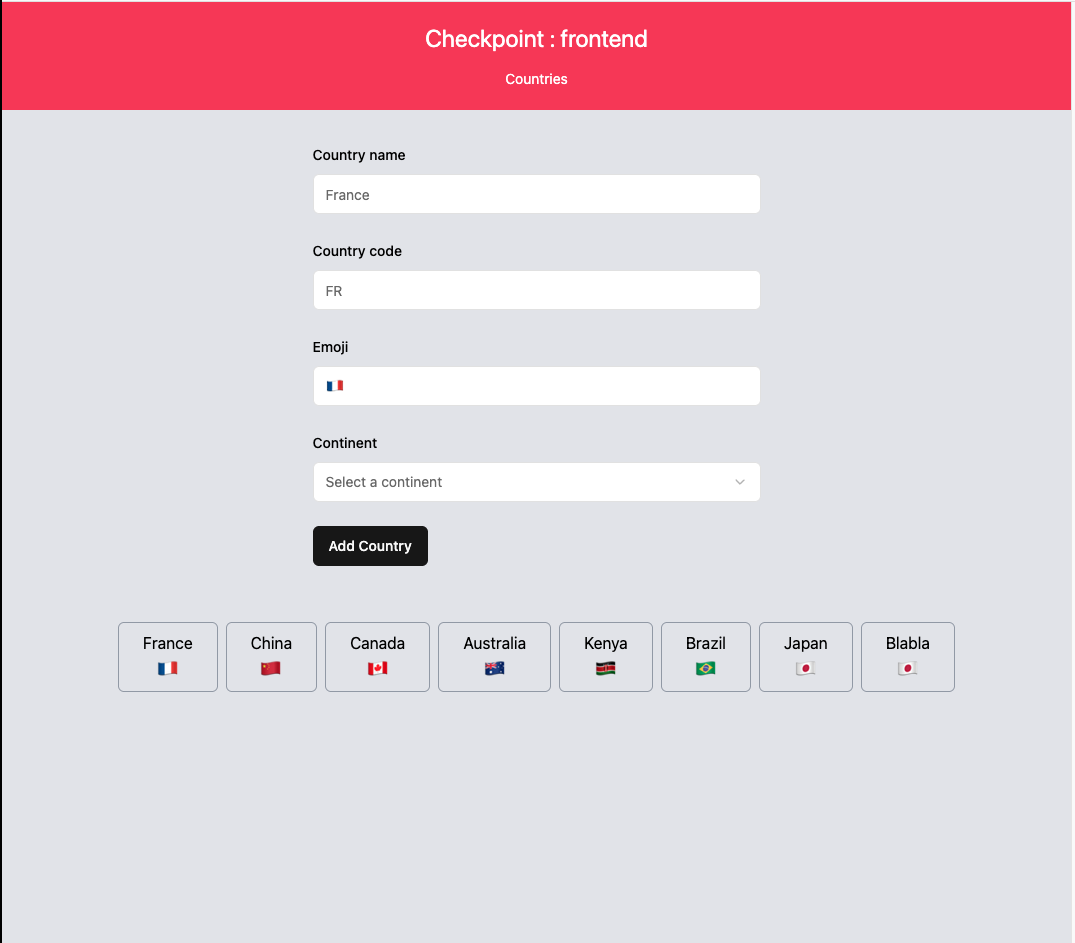 Checkpoint : frontend
Countries
Country name
France
Country code
FR
Emoji
🇫🇷
Continent
Select a continent
Add Country
France China Canada Australia Kenya Brazil Japan Blabla
🇫🇷 🇨🇳 🇨🇦 🇦🇺 🇰🇪 🇧🇷 🇯🇵 🇯🇵